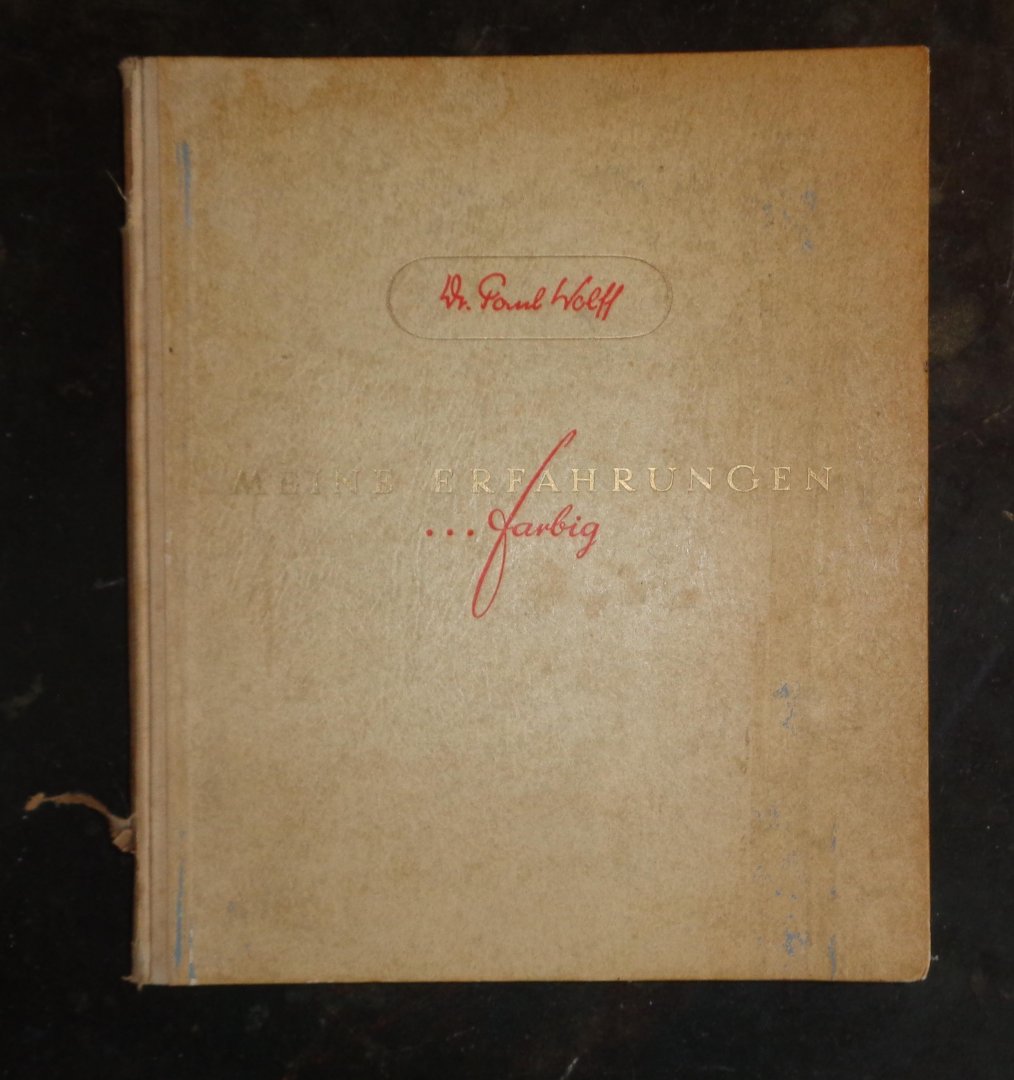 Dr. Paul Wolff
MEINE ERFAHRUNGEN
... farbig